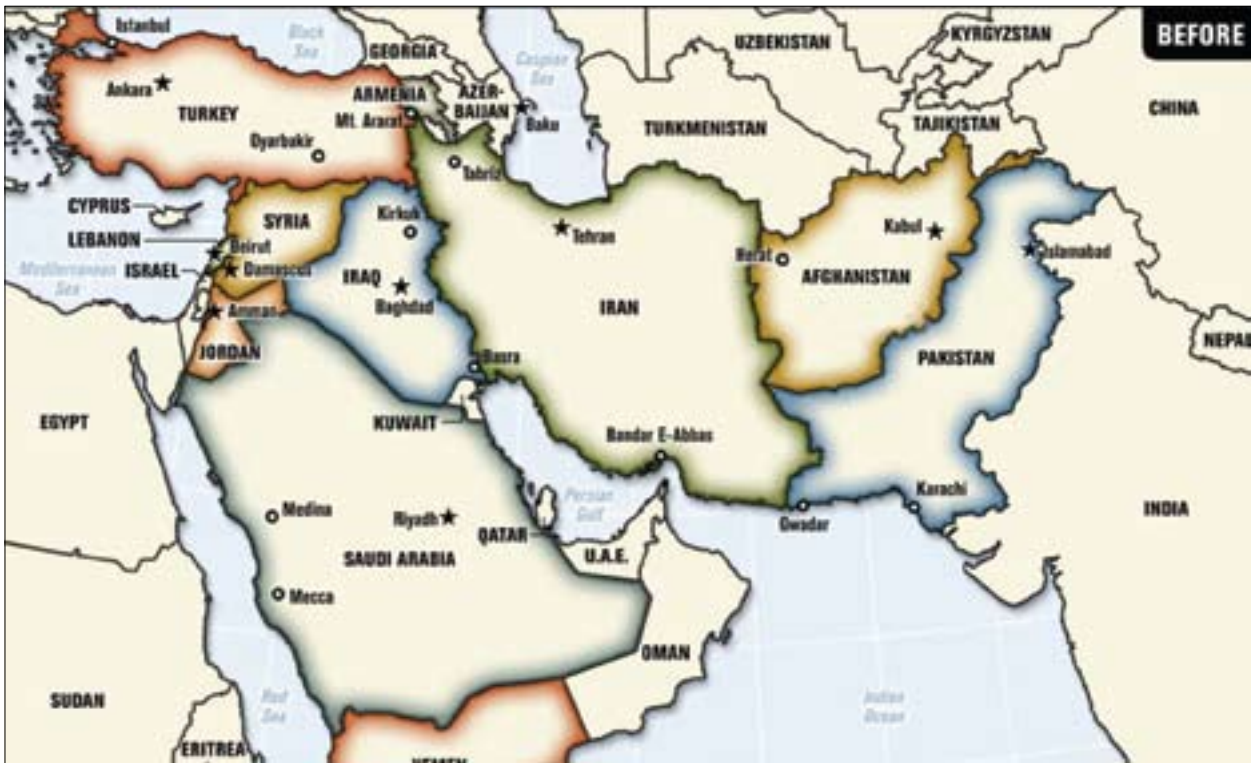 BEFORE
Istanbul
Black
Sea
GEORGIA
Caspian
Sea
UZBEKISTAN
KYRGYZSTAN
Ankara
TURKEY
ARMENIA
Mt. Ararat
AZER-
BAIJAN
Baku
TURKMENISTAN
TAJIKISTAN
CHINA
Dyarbukir
Tabriz
CYPRUS
SYRIA
Kirkuk
Tehran
Kabul
Islamabad
LEBANON
Beirut
Herat
AFGHANISTAN
Mediterranean
Sea
ISRAEL
Damascus
IRAQ
Baghdad
IRAN
Amman
JORDAN
Basra
PAKISTAN
NEPAL
EGYPT
KUWAIT
Bandar E-Abbas
Medina
Riyadh
Persian
Gulf
QATAR
Gwadar
Karachi
INDIA
SAUDI ARABIA
U.A.E.
Mecca
OMAN
SUDAN
Red
Sea
Indian
Ocean
ERITREA
YEMEN